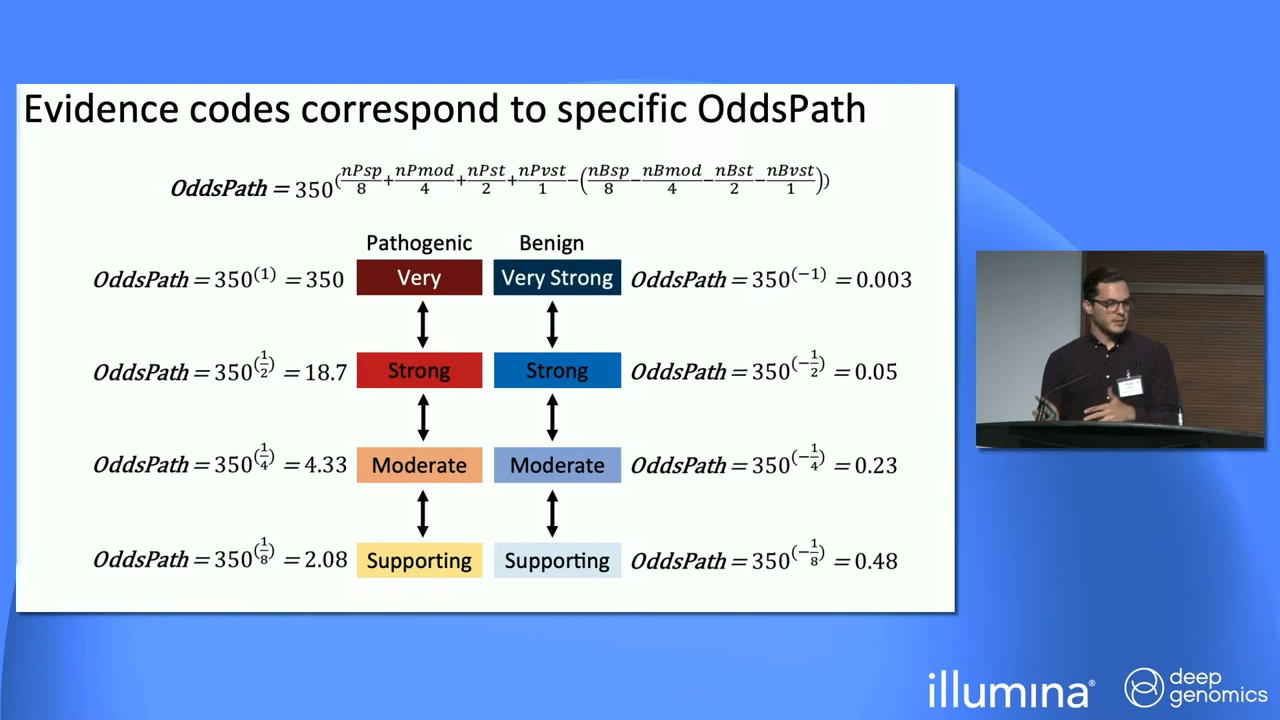 Evidence codes correspond to specific OddsPath
OddsPath = 350^(nPsp/8 + nPmod/4 + nPst/2 + nPvst/1 − (nBsp/8 − nBmod/4 − nBst/2 − nBvst/1))
Pathogenic Benign
OddsPath = 350^(1) = 350 Very Very Strong OddsPath = 350^(−1) = 0.003
OddsPath = 350^(1/2) = 18.7 Strong Strong OddsPath = 350^(−1/2) = 0.05
OddsPath = 350^(1/4) = 4.33 Moderate Moderate OddsPath = 350^(−1/4) = 0.23
OddsPath = 350^(1/8) = 2.08 Supporting Supporting OddsPath = 350^(−1/8) = 0.48
illumina®
deep
genomics